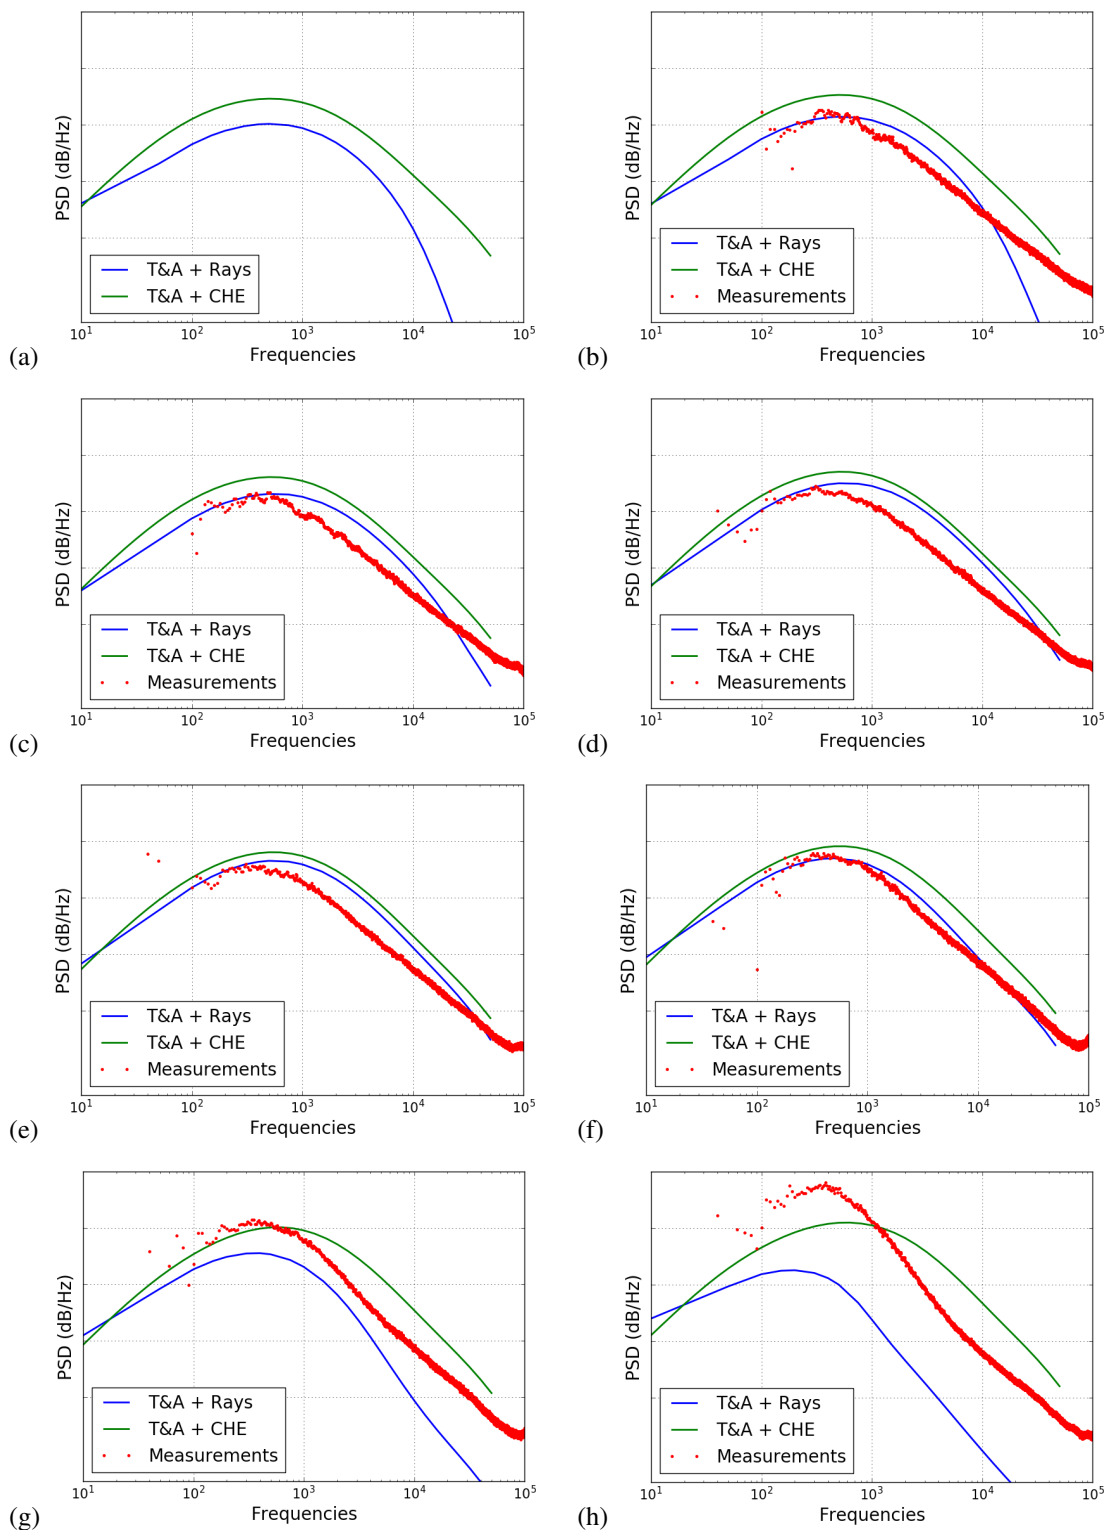 PSD (dB/Hz)
T&A + Rays
T&A + CHE
10^1 10^2 10^3 10^4 10^5
Frequencies
(a)
PSD (dB/Hz)
T&A + Rays
T&A + CHE
Measurements
10^1 10^2 10^3 10^4 10^5
Frequencies
(b)
PSD (dB/Hz)
T&A + Rays
T&A + CHE
Measurements
10^1 10^2 10^3 10^4 10^5
Frequencies
(c)
PSD (dB/Hz)
T&A + Rays
T&A + CHE
Measurements
10^1 10^2 10^3 10^4 10^5
Frequencies
(d)
PSD (dB/Hz)
T&A + Rays
T&A + CHE
Measurements
10^1 10^2 10^3 10^4 10^5
Frequencies
(e)
PSD (dB/Hz)
T&A + Rays
T&A + CHE
Measurements
10^1 10^2 10^3 10^4 10^5
Frequencies
(f)
PSD (dB/Hz)
T&A + Rays
T&A + CHE
Measurements
10^1 10^2 10^3 10^4 10^5
Frequencies
(g)
PSD (dB/Hz)
T&A + Rays
T&A + CHE
Measurements
10^1 10^2 10^3 10^4 10^5
Frequencies
(h)